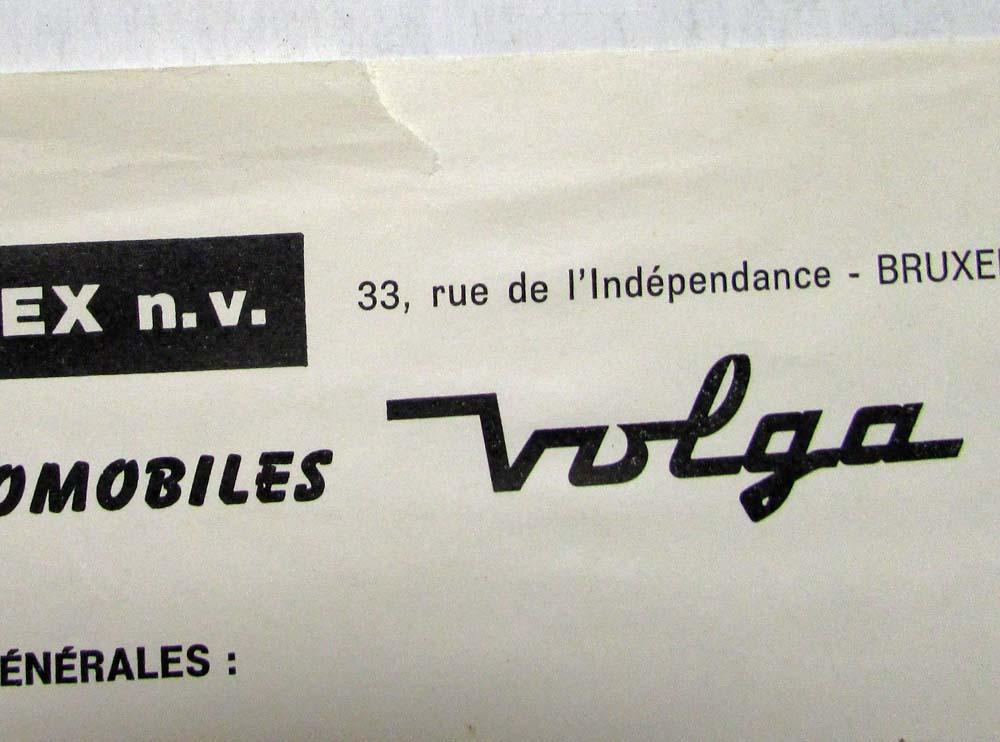 EX n.v.
33, rue de l'Indépendance - BRUXE
OMOBILES
Volga
ÉNÉRALES :